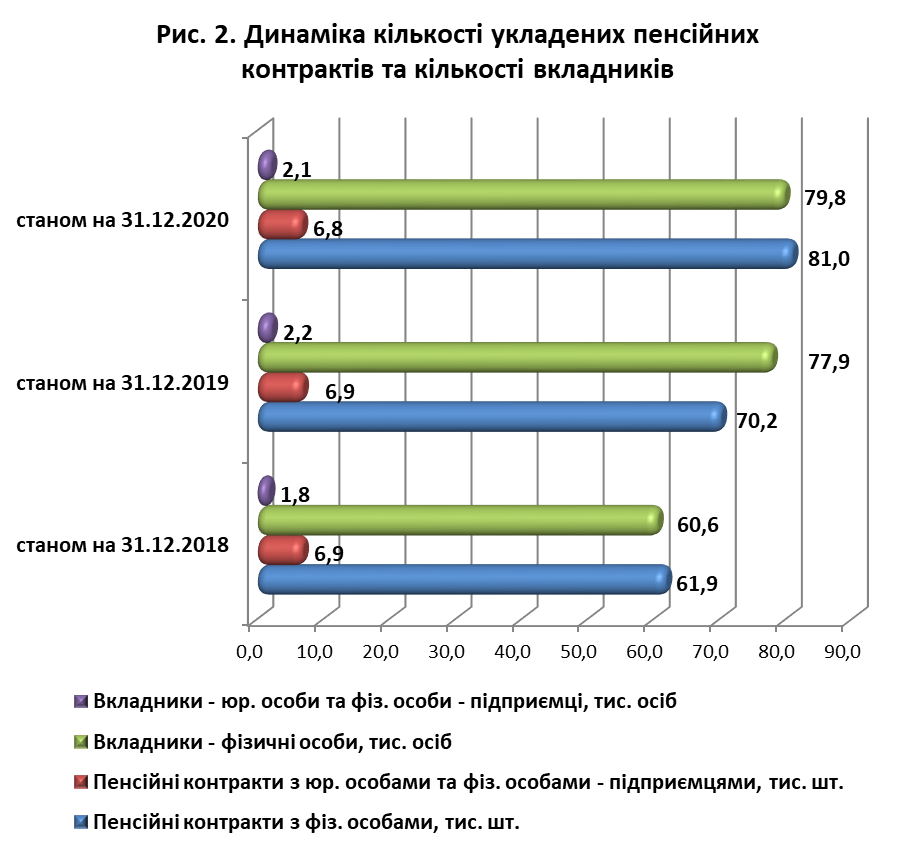 Рис. 2. Динаміка кількості укладених пенсійних
контрактів та кількості вкладників
станом на 31.12.2020
2,1
79,8
6,8
81,0
станом на 31.12.2019
2,2
77,9
6,9
70,2
станом на 31.12.2018
1,8
60,6
6,9
61,9
0,0 10,0 20,0 30,0 40,0 50,0 60,0 70,0 80,0 90,0
Вкладники - юр. особи та фіз. особи - підприємці, тис. осіб
Вкладники - фізичні особи, тис. осіб
Пенсійні контракти з юр. особами та фіз. особами - підприємцями, тис. шт.
Пенсійні контракти з фіз. особами, тис. шт.